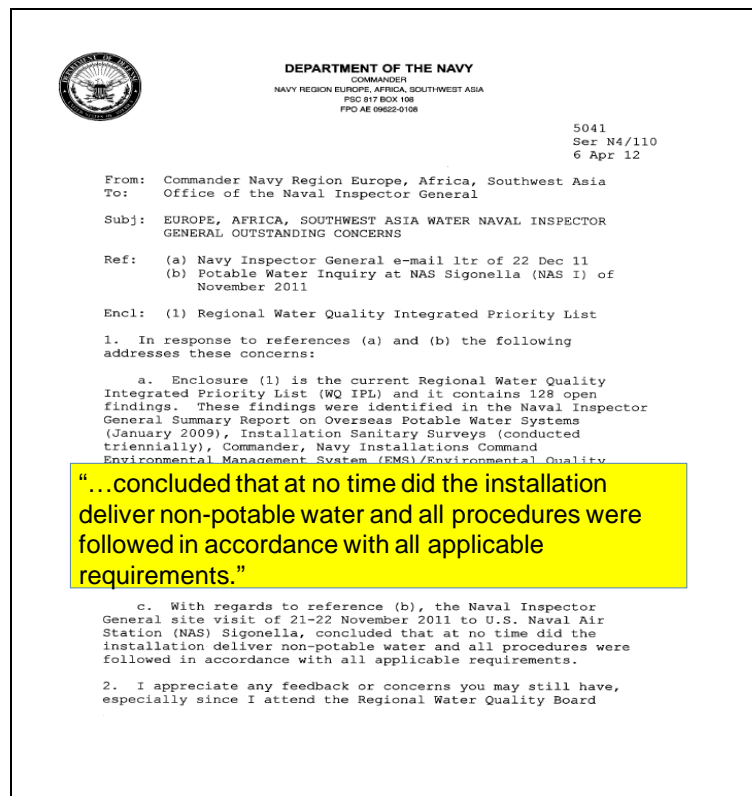 DEPARTMENT OF THE NAVY
COMMANDER
NAVY REGION EUROPE, AFRICA, SOUTHWEST ASIA
PSC 817 BOX 108
FPO AE 09622-0108
5041
Ser N4/110
6 Apr 12
From: Commander Navy Region Europe, Africa, Southwest Asia
To: Office of the Naval Inspector General
Subj: EUROPE, AFRICA, SOUTHWEST ASIA WATER NAVAL INSPECTOR
GENERAL OUTSTANDING CONCERNS
Ref: (a) Navy Inspector General e-mail ltr of 22 Dec 11
(b) Potable Water Inquiry at NAS Sigonella (NAS I) of
November 2011
Encl: (1) Regional Water Quality Integrated Priority List
1. In response to references (a) and (b) the following
addresses these concerns:
a. Enclosure (1) is the current Regional Water Quality
Integrated Priority List (WQ IPL) and it contains 128 open
findings. These findings were identified in the Naval Inspector
General Summary Report on Overseas Potable Water Systems
(January 2009), Installation Sanitary Surveys (conducted
triennially), Commander, Navy Installations Command
Environmental Management System (EMS)/Environmental Quality
“…concluded that at no time did the installation
deliver non-potable water and all procedures were
followed in accordance with all applicable
requirements.”
c. With regards to reference (b), the Naval Inspector
General site visit of 21-22 November 2011 to U.S. Naval Air
Station (NAS) Sigonella, concluded that at no time did the
installation deliver non-potable water and all procedures were
followed in accordance with all applicable requirements.
2. I appreciate any feedback or concerns you may still have,
especially since I attend the Regional Water Quality Board